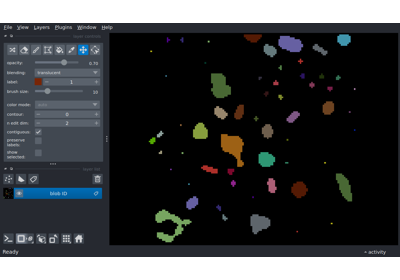 File View Layers Plugins Window Help
opacity: 0.70
blending: translucent
label: 1
brush size: 10
color mode:
contour: 0
n edit dim: 2
contiguous:
preserve
labels:
show
selected:
blob ID
Ready activity